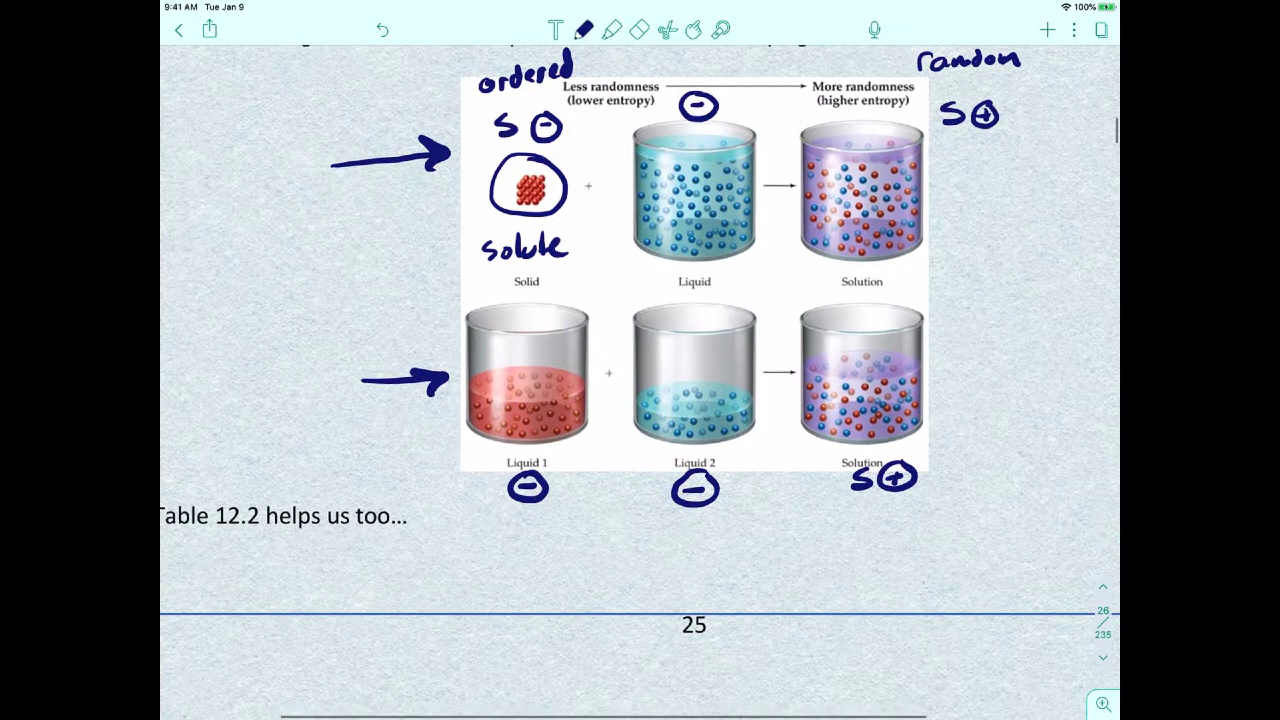 9:41 AM Tue Jan 9
100%
T
random
ordered
Less randomness
(lower entropy)
More randomness
(higher entropy)
S -
-
S +
+
solute
Solid
Liquid
Solution
+
Liquid 1
Liquid 2
Solution
-
-
S +
Table 12.2 helps us too...
25
26
235